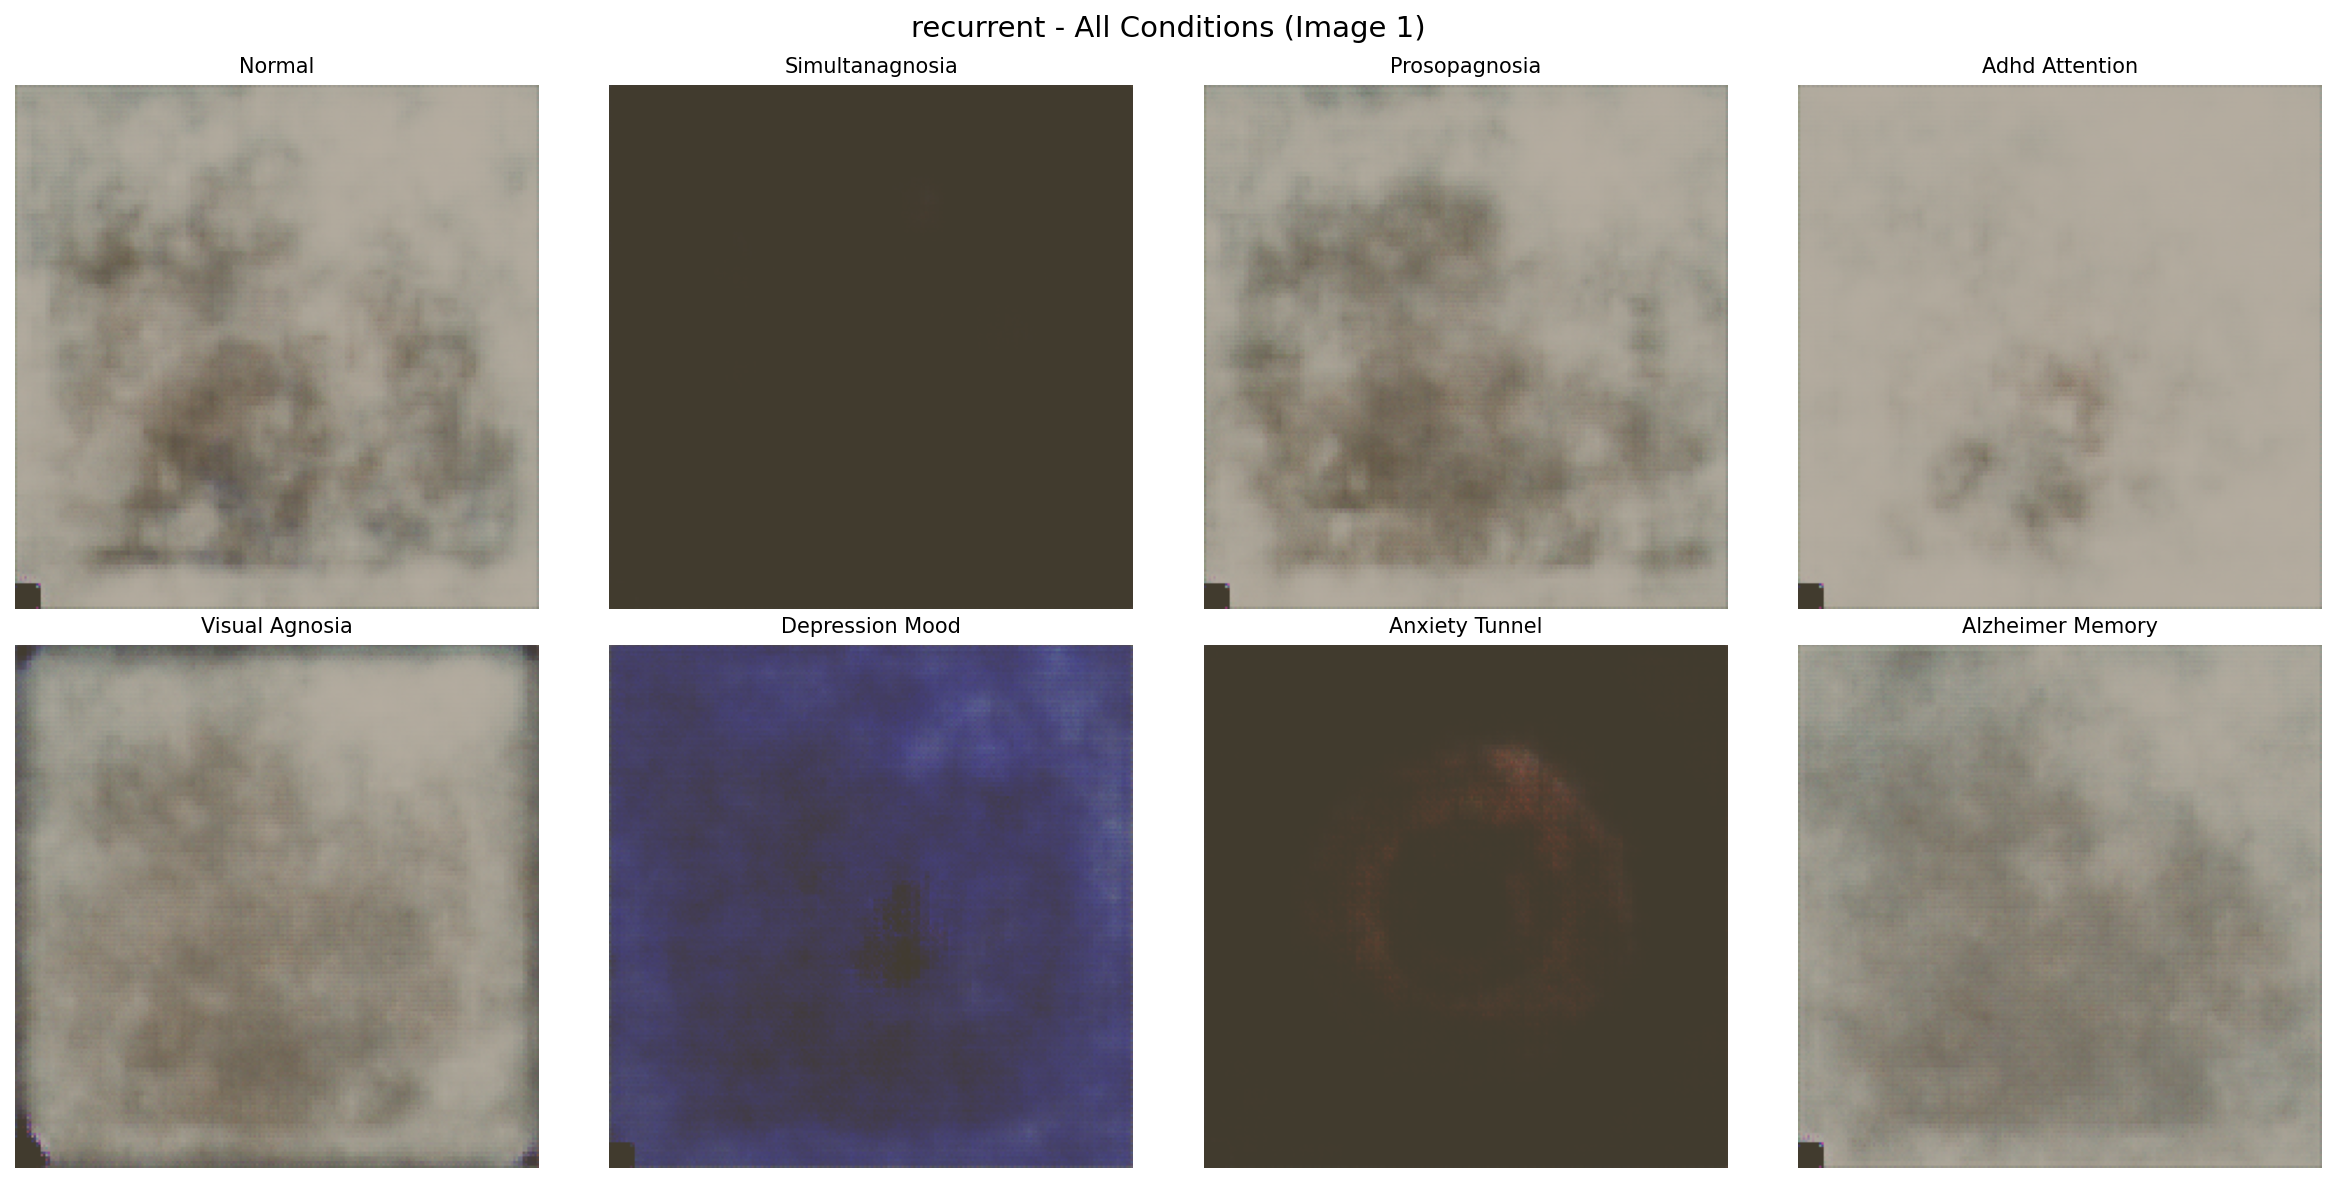 recurrent - All Conditions (Image 1)
Normal
Simultanagnosia
Prosopagnosia
Adhd Attention
Visual Agnosia
Depression Mood
Anxiety Tunnel
Alzheimer Memory